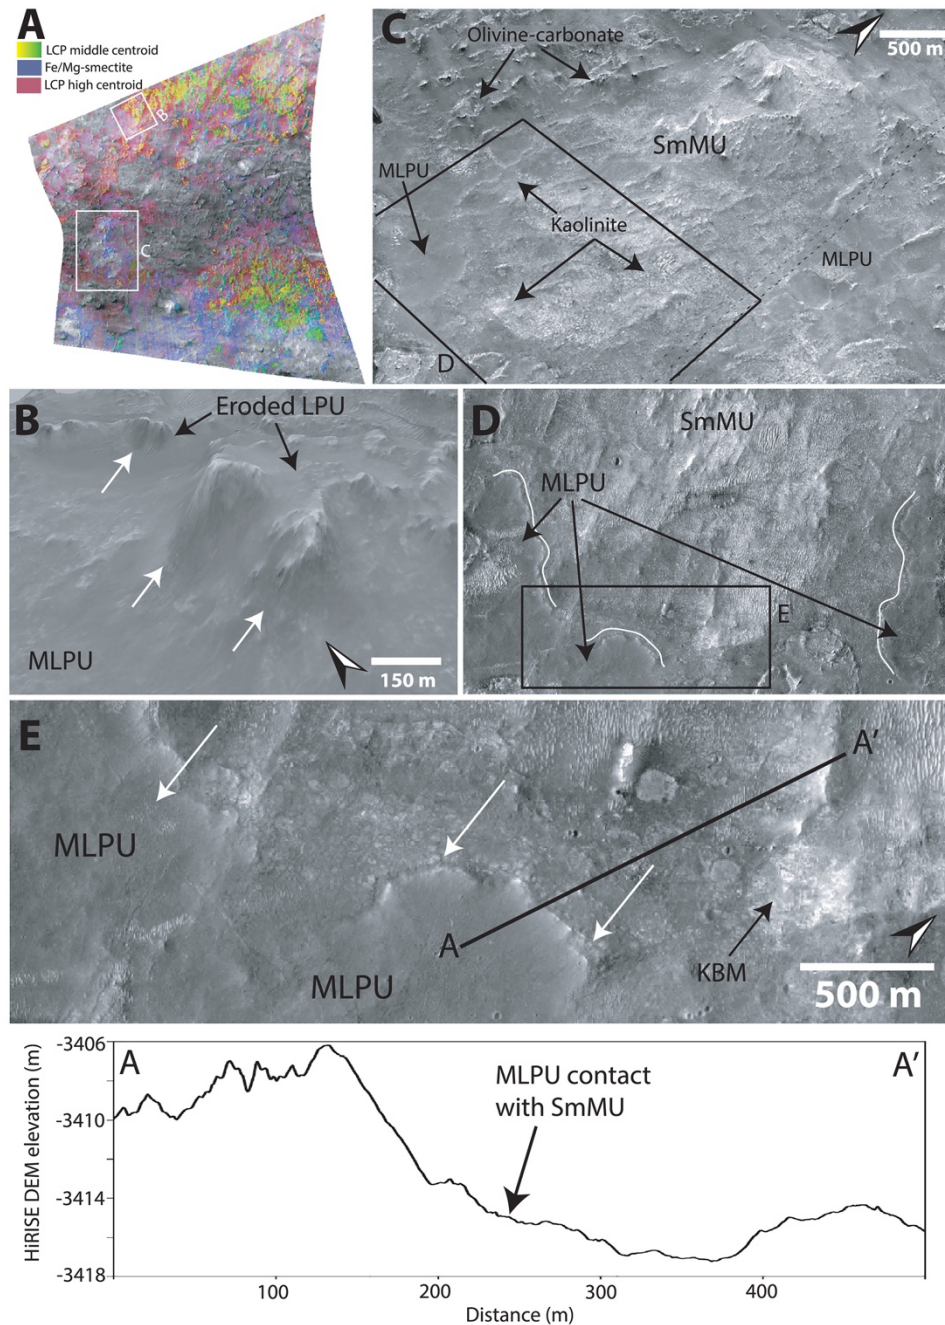 A
LCP middle centroid
Fe/Mg-smectite
LCP high centroid
B
C
C
Olivine-carbonate
500 m
SmMU
MLPU
Kaolinite
MLPU
D
B
Eroded LPU
MLPU
150 m
D
SmMU
MLPU
E
E
A'
MLPU
A
MLPU
KBM
500 m
A
A'
MLPU contact
with SmMU
HiRISE DEM elevation (m)
-3406
-3410
-3414
-3418
100
200
300
400
Distance (m)